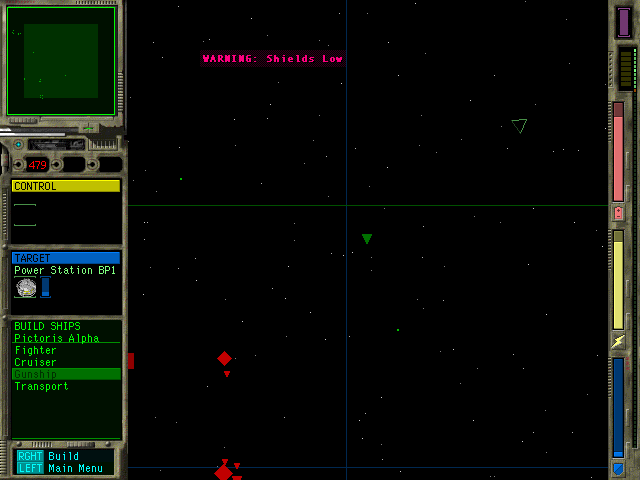 WARNING: Shields Low
479
CONTROL
TARGET
Power Station BP1
BUILD SHIPS
Pictoris Alpha
Fighter
Cruiser
Gunship
Transport
RGHT Build
LEFT Main Menu